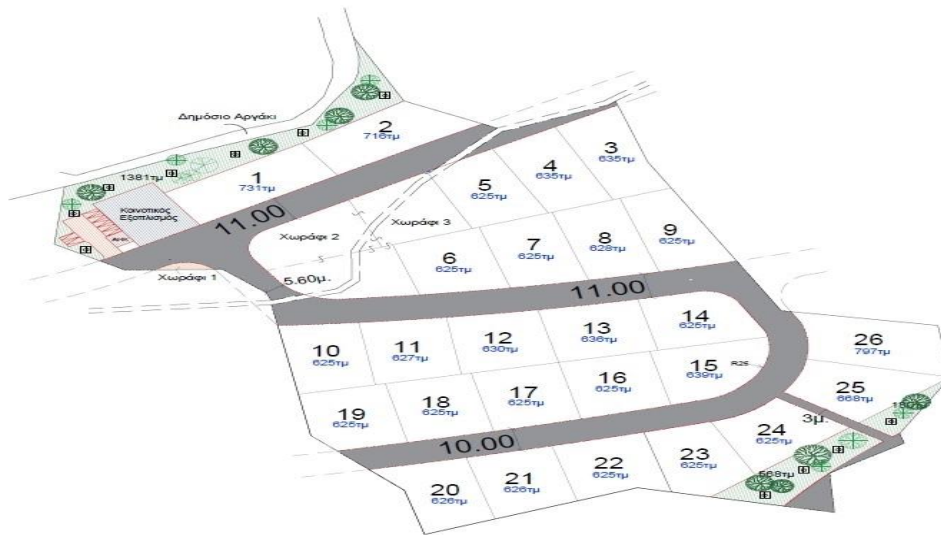 Δημόσιο Αργάκι
2
716τμ
1381τμ
1
731τμ
Κοινοτικός
Εξοπλισμός
11.00
Χωράφι 1
Χωράφι 2
Χωράφι 3
5.60μ.
3
635τμ
4
635τμ
5
625τμ
6
625τμ
7
625τμ
8
628τμ
9
625τμ
11.00
10
625τμ
11
627τμ
12
630τμ
13
636τμ
14
625τμ
15
639τμ
R25
16
625τμ
17
625τμ
18
625τμ
19
625τμ
10.00
20
626τμ
21
626τμ
22
625τμ
23
625τμ
24
625τμ
3μ.
25
668τμ
26
797τμ
568τμ